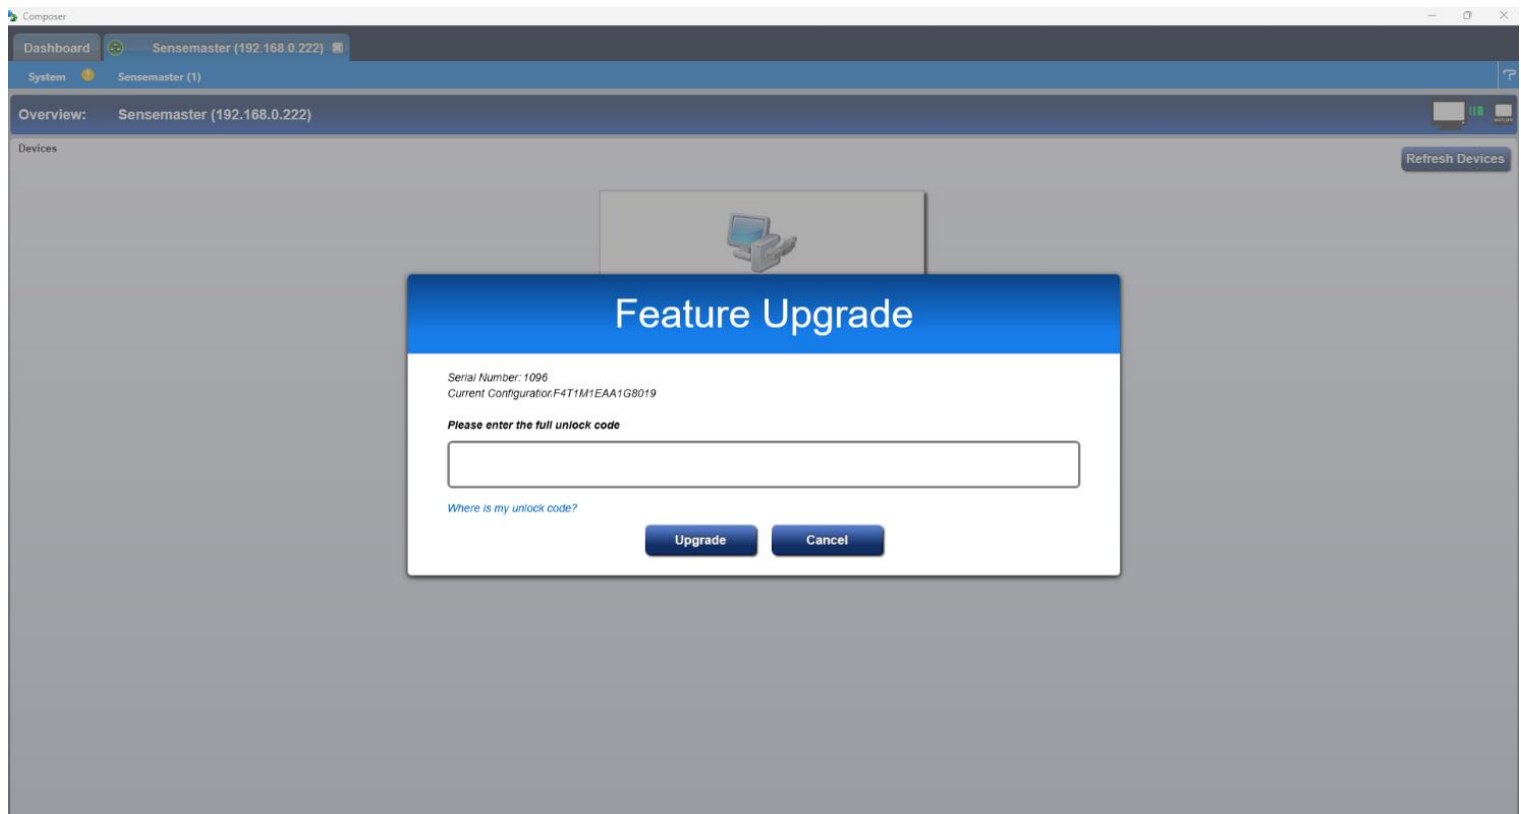 Composer
Dashboard Sensemaster (192.168.0.222)
System Sensemaster (1)
Overview: Sensemaster (192.168.0.222)
Devices
Refresh Devices
Feature Upgrade
Serial Number: 1096
Current Configuration:F4T1M1EAA1G8019
Please enter the full unlock code
Where is my unlock code?
Upgrade Cancel